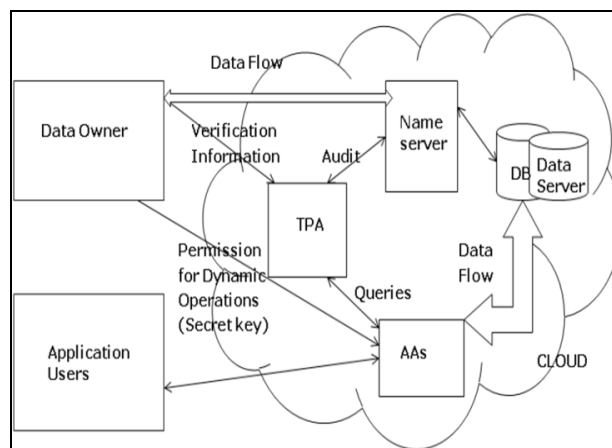 Data Flow
Data Owner
Name
server
Verification
Information
Audit
DB
Data
Server
TPA
Permission
for Dynamic
Operations
(Secret key)
Data
Flow
Queries
Application
Users
AAs
CLOUD